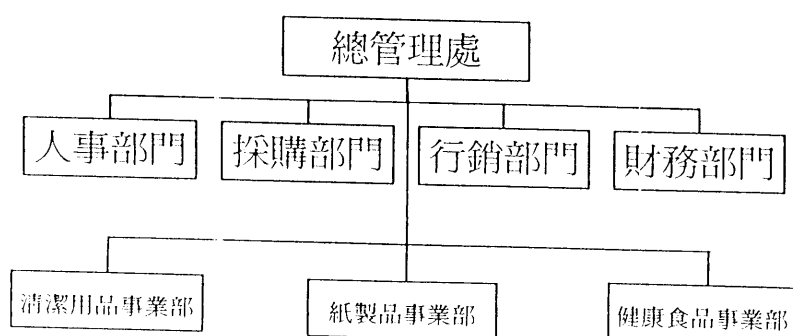 總管理處
人事部門
採購部門
行銷部門
財務部門
清潔用品事業部
紙製品事業部
健康食品事業部